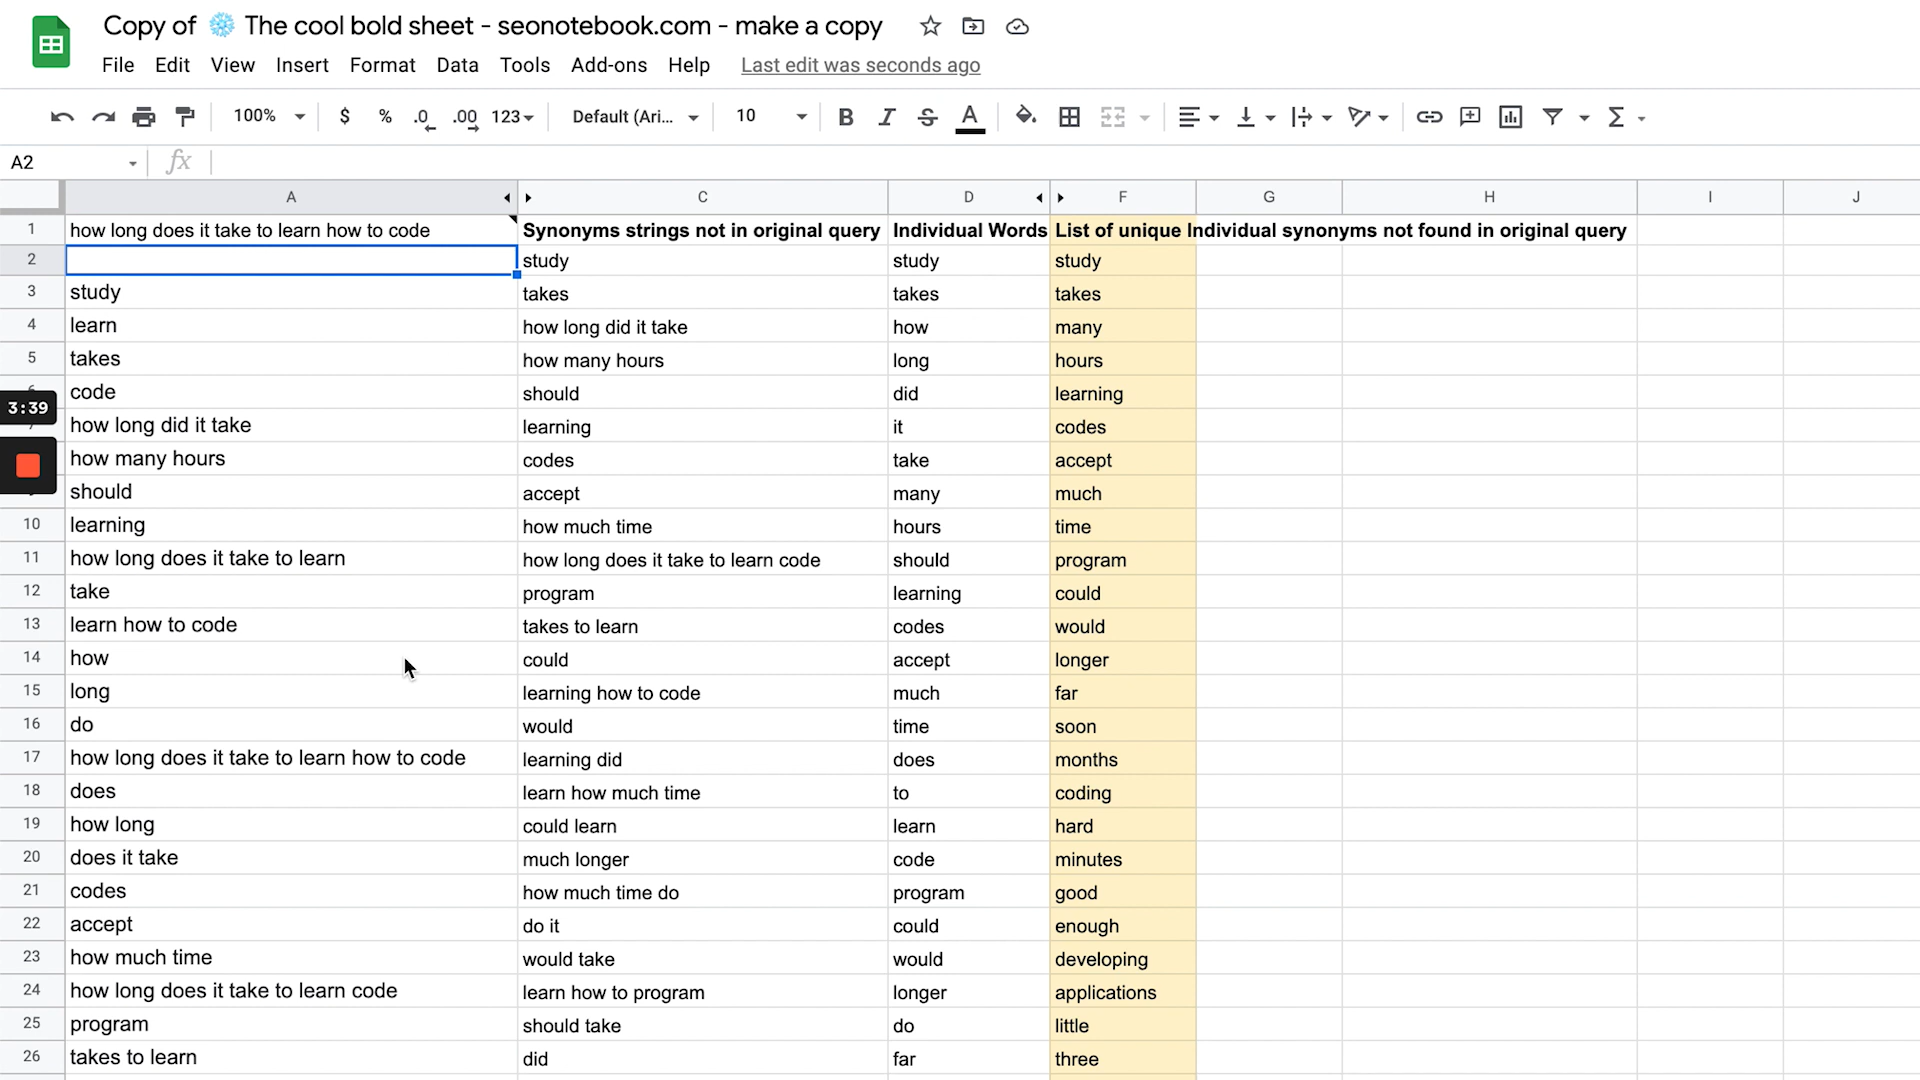 Copy of ❄️ The cool bold sheet - seonotebook.com - make a copy
File Edit View Insert Format Data Tools Add-ons Help Last edit was seconds ago
100% $ % .0 .00 123 Default (Ari... 10 B I S A Σ
A2 fx
A C D F G H I J
1 how long does it take to learn how to code Synonyms strings not in original query Individual Words List of unique Individual synonyms not found in original query
2 study study study
3 study takes takes takes
4 learn how long did it take how many
5 takes how many hours long hours
code should did learning
3:39
how long did it take learning it codes
how many hours codes take accept
should accept many much
10 learning how much time hours time
11 how long does it take to learn how long does it take to learn code should program
12 take program learning could
13 learn how to code takes to learn codes would
14 how could accept longer
15 long learning how to code much far
16 do would time soon
17 how long does it take to learn how to code learning did does months
18 does learn how much time to coding
19 how long could learn learn hard
20 does it take much longer code minutes
21 codes how much time do program good
22 accept do it could enough
23 how much time would take would developing
24 how long does it take to learn code learn how to program longer applications
25 program should take do little
26 takes to learn did far three